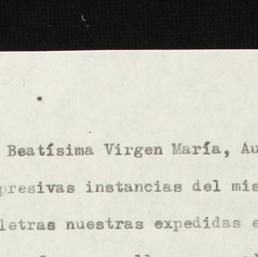 Beatísima Virgen María, Au
presivas instancias del mis
letras nuestras expedidas e